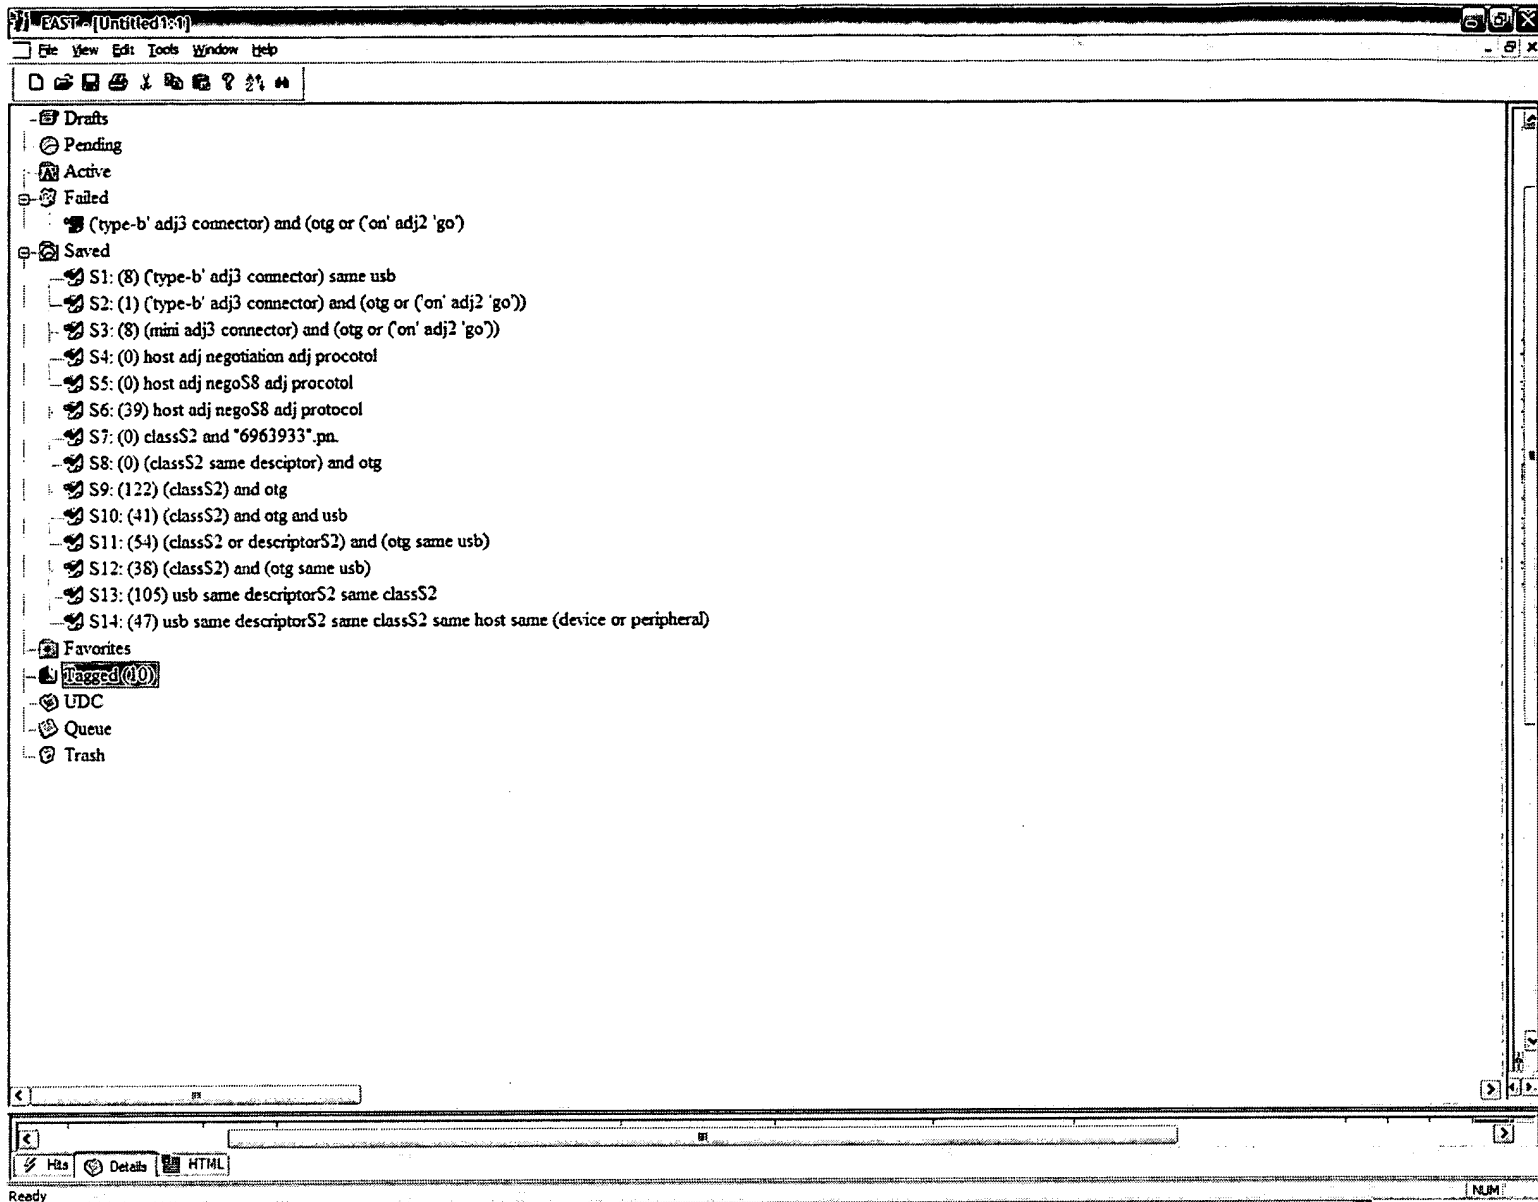 EAST - [Untitled1:1]
File View Edit Tools Window Help
Drafts
Pending
Active
Failed
('type-b' adj3 connector) and (otg or ('on' adj2 'go')
Saved
S1: (8) ('type-b' adj3 connector) same usb
S2: (1) ('type-b' adj3 connector) and (otg or ('on' adj2 'go'))
S3: (8) (mini adj3 connector) and (otg or ('on' adj2 'go'))
S4: (0) host adj negotiation adj procotol
S5: (0) host adj negoS8 adj procotol
S6: (39) host adj negoS8 adj protocol
S7: (0) classS2 and "6963933".pn.
S8: (0) (classS2 same desciptor) and otg
S9: (122) (classS2) and otg
S10: (41) (classS2) and otg and usb
S11: (54) (classS2 or descriptorS2) and (otg same usb)
S12: (38) (classS2) and (otg same usb)
S13: (105) usb same descriptorS2 same classS2
S14: (47) usb same descriptorS2 same classS2 same host same (device or peripheral)
Favorites
Tagged (10)
UDC
Queue
Trash
Hits Details HTML
Ready NUM